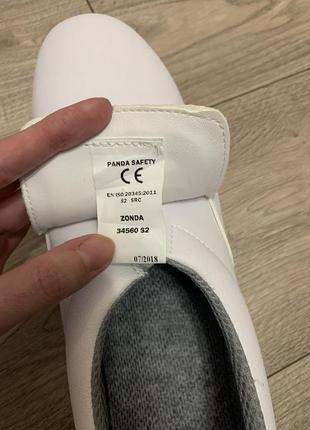 PANDA SAFETY
CE
EN ISO 20345:2011
S2 SRC
ZONDA
34560 S2
07/2018